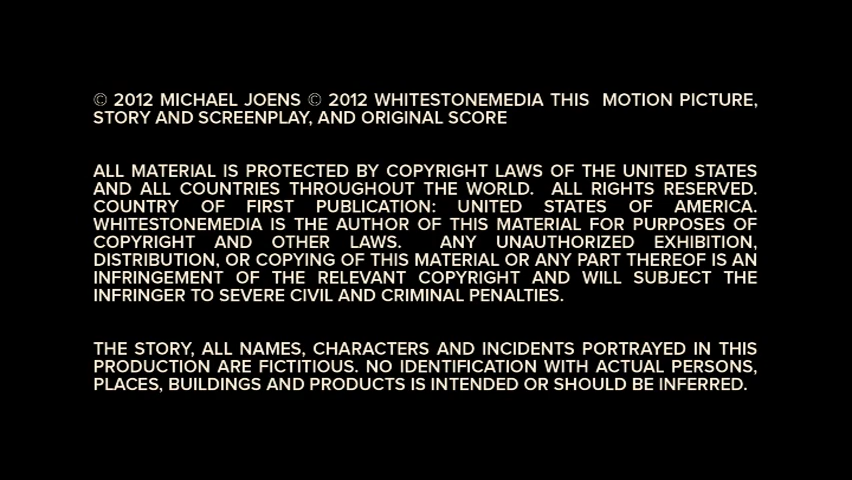 © 2012 MICHAEL JOENS © 2012 WHITESTONEMEDIA THIS MOTION PICTURE,
STORY AND SCREENPLAY, AND ORIGINAL SCORE
ALL MATERIAL IS PROTECTED BY COPYRIGHT LAWS OF THE UNITED STATES
AND ALL COUNTRIES THROUGHOUT THE WORLD. ALL RIGHTS RESERVED.
COUNTRY OF FIRST PUBLICATION: UNITED STATES OF AMERICA.
WHITESTONEMEDIA IS THE AUTHOR OF THIS MATERIAL FOR PURPOSES OF
COPYRIGHT AND OTHER LAWS. ANY UNAUTHORIZED EXHIBITION,
DISTRIBUTION, OR COPYING OF THIS MATERIAL OR ANY PART THEREOF IS AN
INFRINGEMENT OF THE RELEVANT COPYRIGHT AND WILL SUBJECT THE
INFRINGER TO SEVERE CIVIL AND CRIMINAL PENALTIES.
THE STORY, ALL NAMES, CHARACTERS AND INCIDENTS PORTRAYED IN THIS
PRODUCTION ARE FICTITIOUS. NO IDENTIFICATION WITH ACTUAL PERSONS,
PLACES, BUILDINGS AND PRODUCTS IS INTENDED OR SHOULD BE INFERRED.